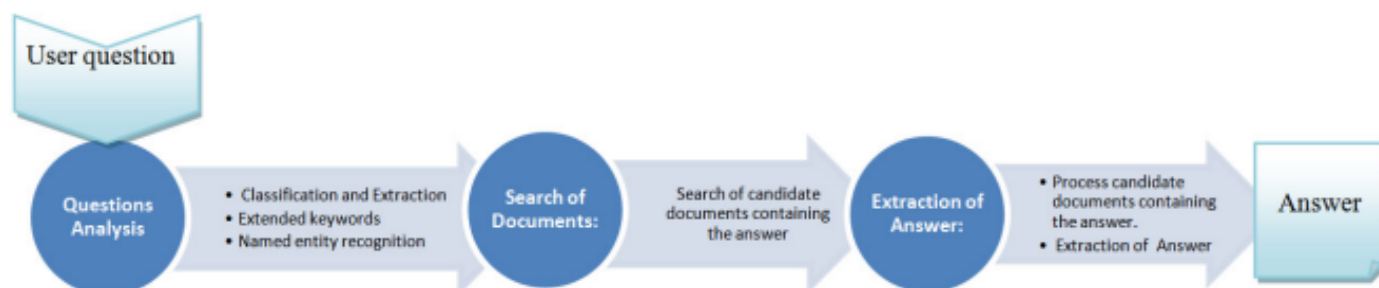 User question
Questions
Analysis
• Classification and Extraction
• Extended keywords
• Named entity recognition
Search of
Documents:
Search of candidate
documents containing
the answer
Extraction of
Answer:
• Process candidate
documents containing
the answer.
• Extraction of Answer
Answer